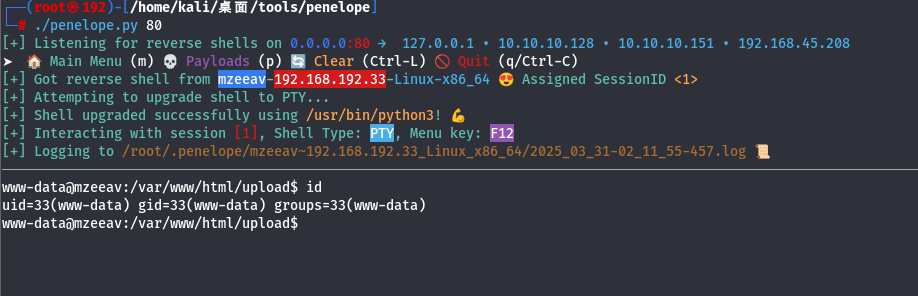 ┌──(root㉿192)-[/home/kali/桌面/tools/penelope]
└─# ./penelope.py 80
[+] Listening for reverse shells on 0.0.0.0:80 → 127.0.0.1 • 10.10.10.128 • 10.10.10.151 • 192.168.45.208
➤ 🏠 Main Menu (m) 💀 Payloads (p) 🔄 Clear (Ctrl-L) 🚫 Quit (q/Ctrl-C)
[+] Got reverse shell from mzeeav-192.168.192.33-Linux-x86_64 😍 Assigned SessionID <1>
[+] Attempting to upgrade shell to PTY...
[+] Shell upgraded successfully using /usr/bin/python3! 💪
[+] Interacting with session [1], Shell Type: PTY, Menu key: F12
[+] Logging to /root/.penelope/mzeeav~192.168.192.33_Linux_x86_64/2025_03_31-02_11_55-457.log 📜
www-data@mzeeav:/var/www/html/upload$ id
uid=33(www-data) gid=33(www-data) groups=33(www-data)
www-data@mzeeav:/var/www/html/upload$